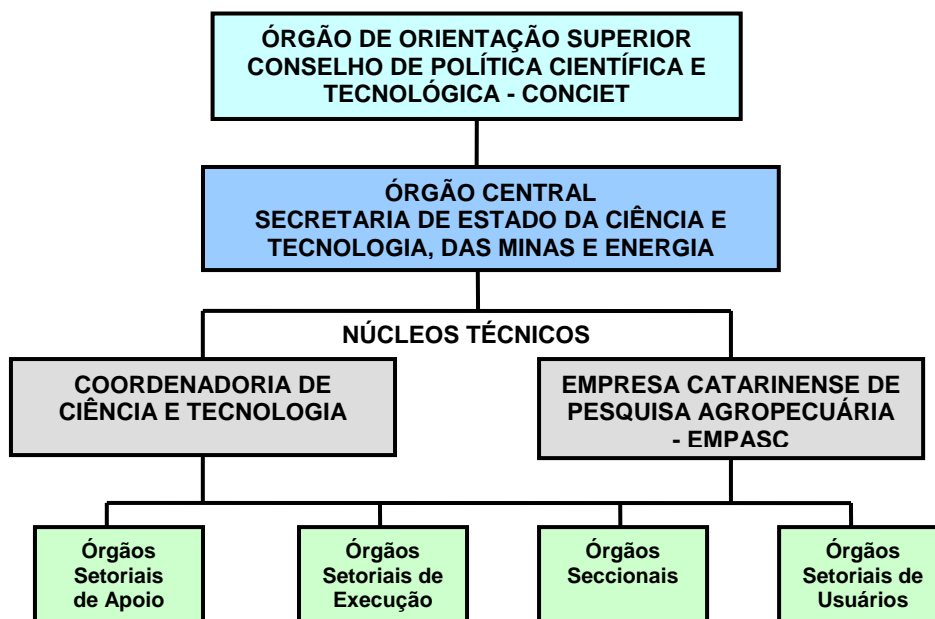 ÓRGÃO DE ORIENTAÇÃO SUPERIOR
CONSELHO DE POLÍTICA CIENTÍFICA E
TECNOLÓGICA - CONCIET
ÓRGÃO CENTRAL
SECRETARIA DE ESTADO DA CIÊNCIA E
TECNOLOGIA, DAS MINAS E ENERGIA
NÚCLEOS TÉCNICOS
COORDENADORIA DE
CIÊNCIA E TECNOLOGIA
EMPRESA CATARINENSE DE
PESQUISA AGROPECUÁRIA
- EMPASC
Órgãos
Setoriais
de Apoio
Órgãos
Setoriais de
Execução
Órgãos
Seccionais
Órgãos
Setoriais de
Usuários